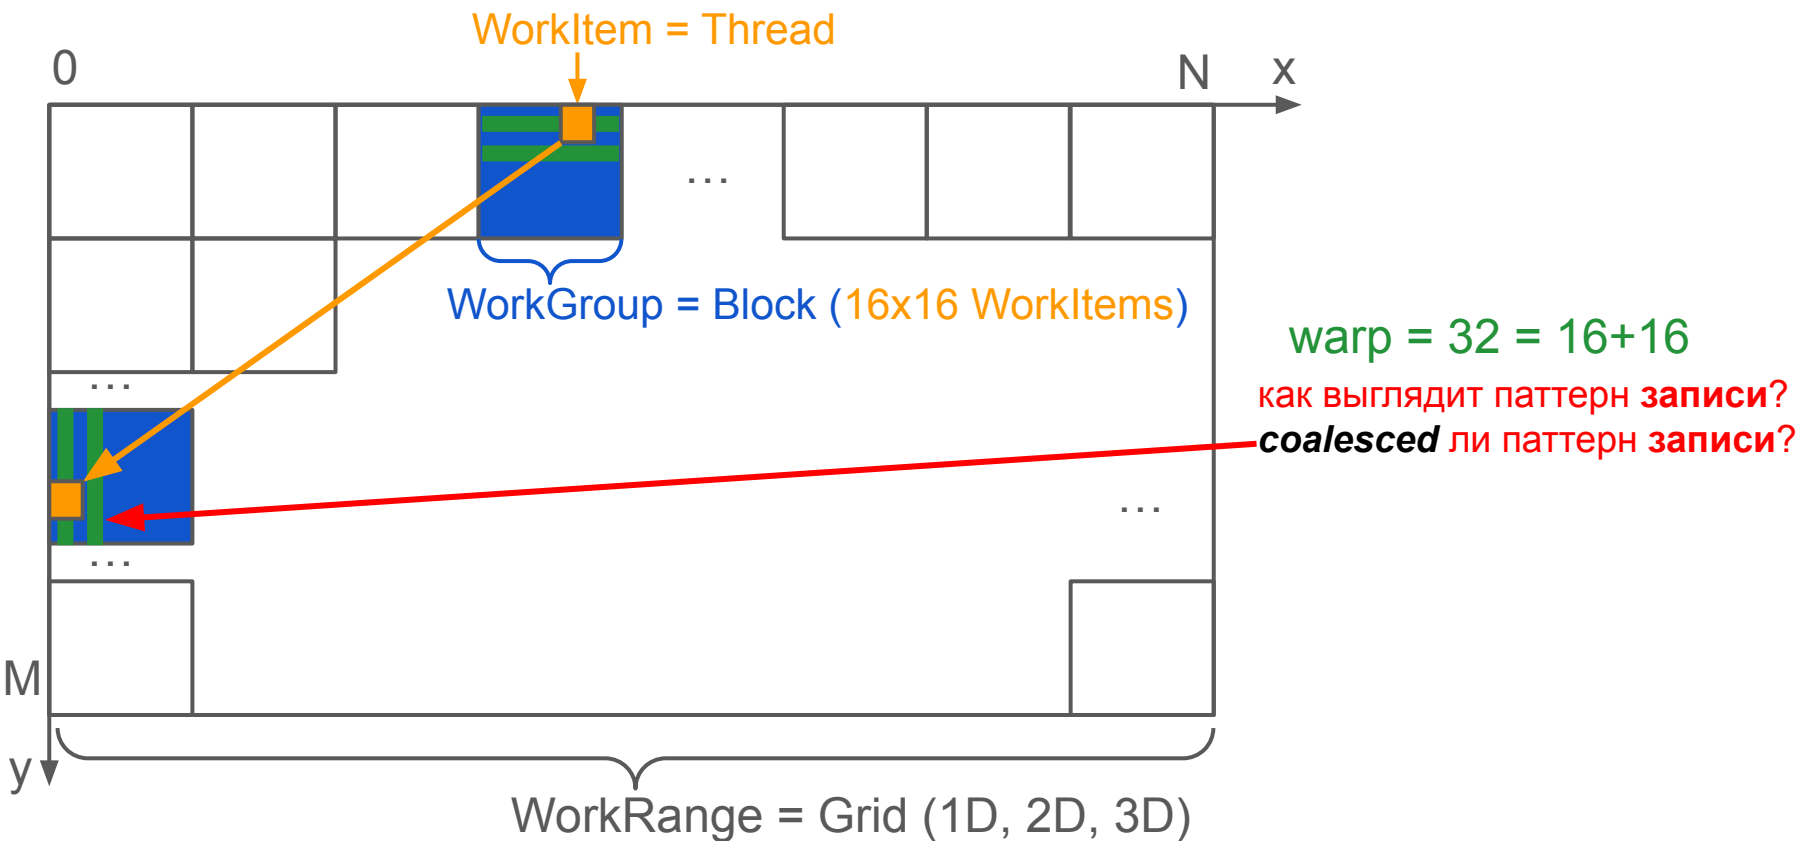 WorkItem = Thread
0
N
x
...
WorkGroup = Block (16x16 WorkItems)
warp = 32 = 16+16
...
как выглядит паттерн записи?
coalesced ли паттерн записи?
...
...
M
y
WorkRange = Grid (1D, 2D, 3D)